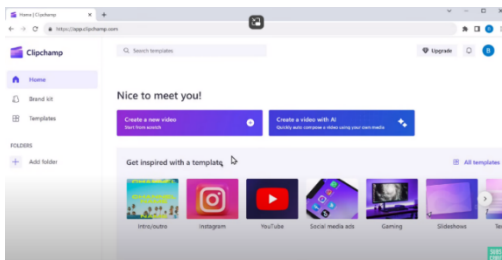 Home | Clipchamp
https://app.clipchamp.com
Clipchamp
Search templates
Upgrade
B
Home
Brand kit
Templates
FOLDERS
Add folder
Nice to meet you!
Create a new video
Start from scratch
Create a video with AI
Quickly auto compose a video using your own media
Get inspired with a template
All templates
Intro/outro
Instagram
YouTube
Social media ads
Gaming
Slideshows